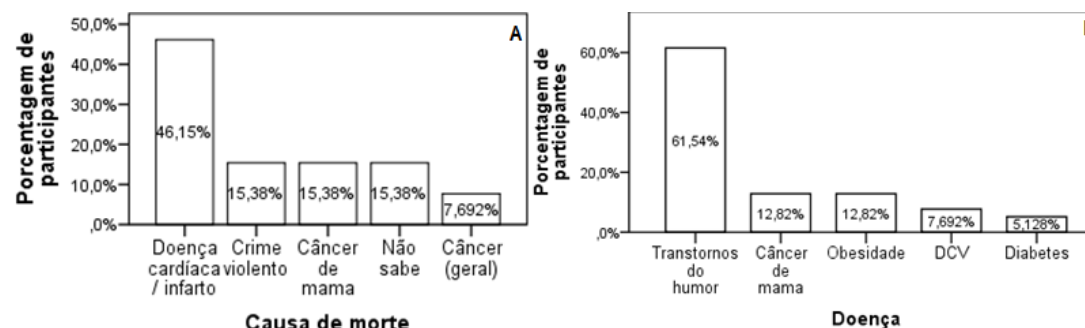 Porcentagem de
participantes
50,0%
40,0%
30,0%
20,0%
10,0%
,0%
A
46,15%
15,38%
15,38%
15,38%
7,692%
Doença
cardíaca
/ infarto
Crime
violento
Câncer
de
mama
Não
sabe
Câncer
(geral)
Causa de morte
Porcentagem de
participantes
60,0%
40,0%
20,0%
,0%
61,54%
12,82%
12,82%
7,692%
5,128%
Transtornos
do
humor
Câncer
de
mama
Obesidade
DCV
Diabetes
Doença